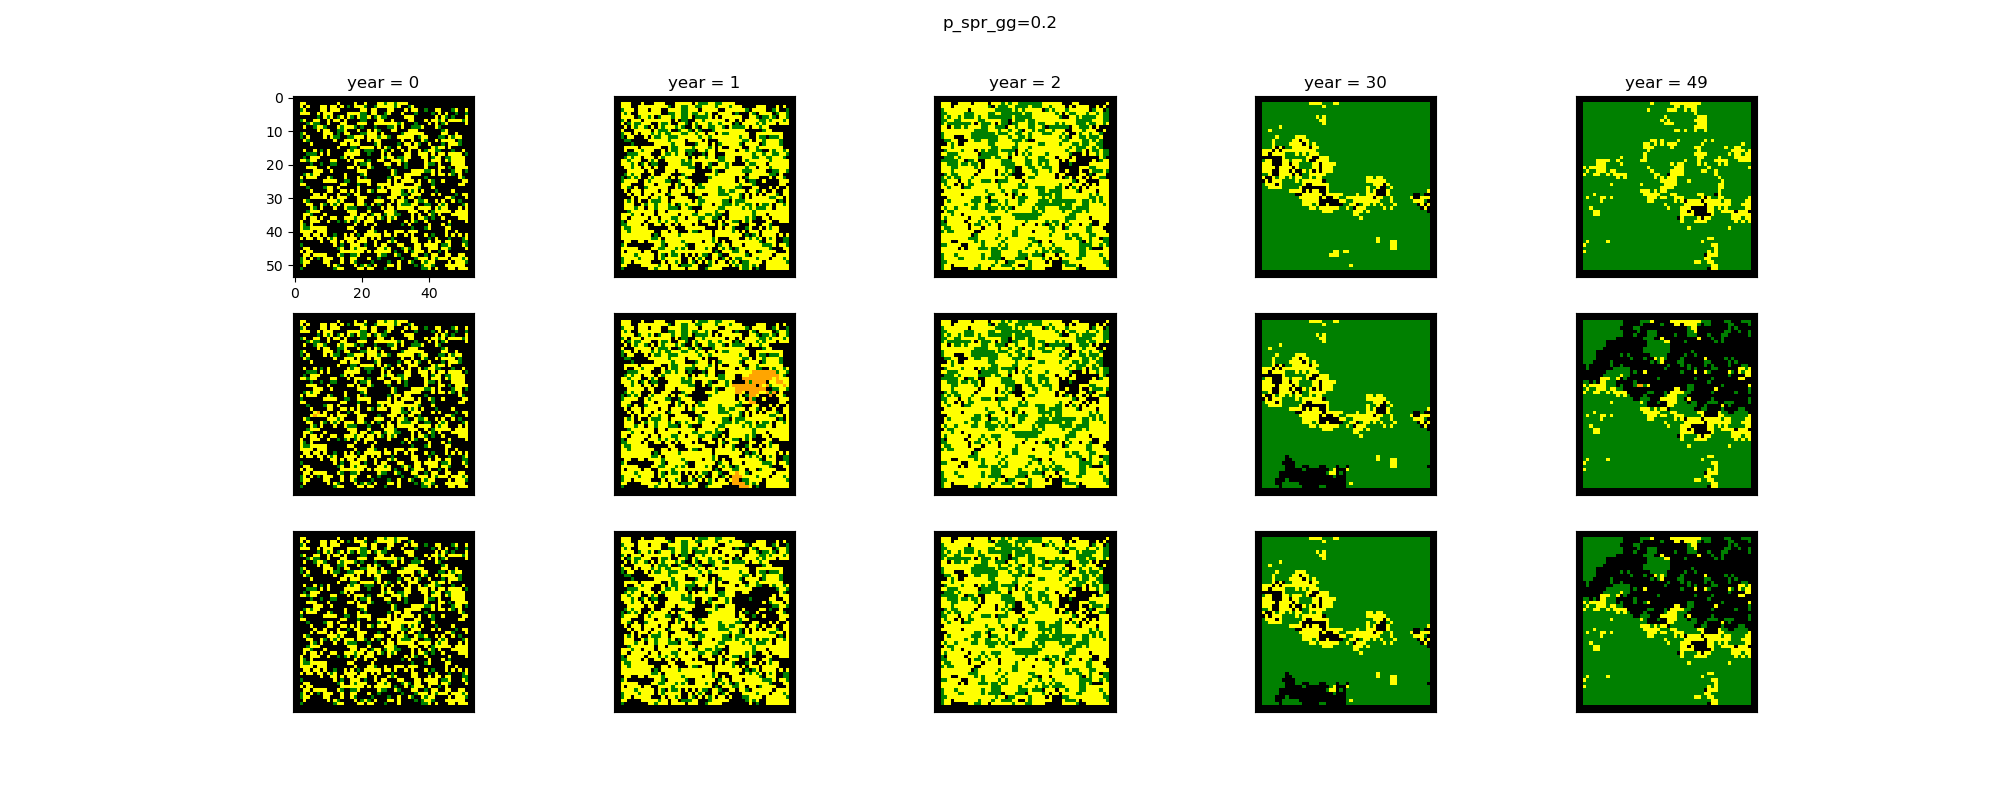 p_spr_gg=0.2
year = 0
year = 1
year = 2
year = 30
year = 49
0
10
20
30
40
50
0
20
40